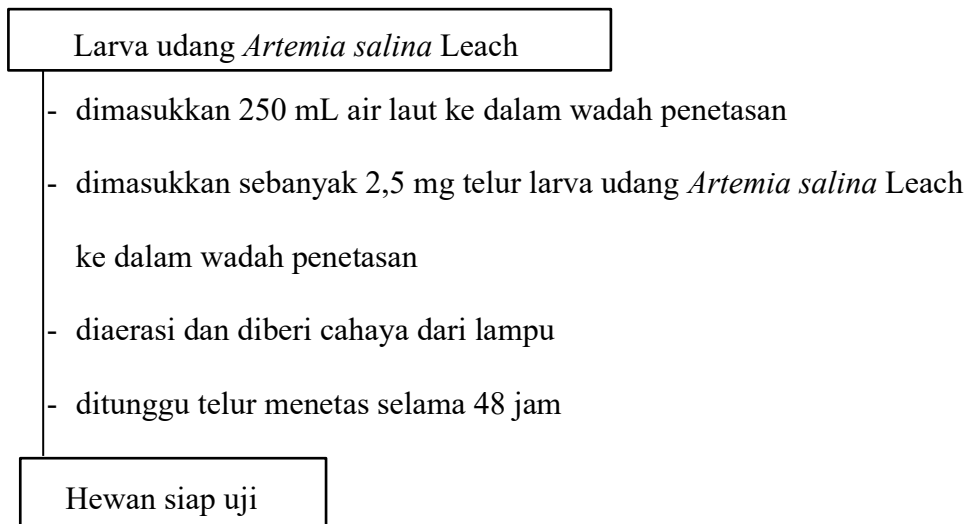 Larva udang Artemia salina Leach
- dimasukkan 250 mL air laut ke dalam wadah penetasan
- dimasukkan sebanyak 2,5 mg telur larva udang Artemia salina Leach
ke dalam wadah penetasan
- diaerasi dan diberi cahaya dari lampu
- ditunggu telur menetas selama 48 jam
Hewan siap uji